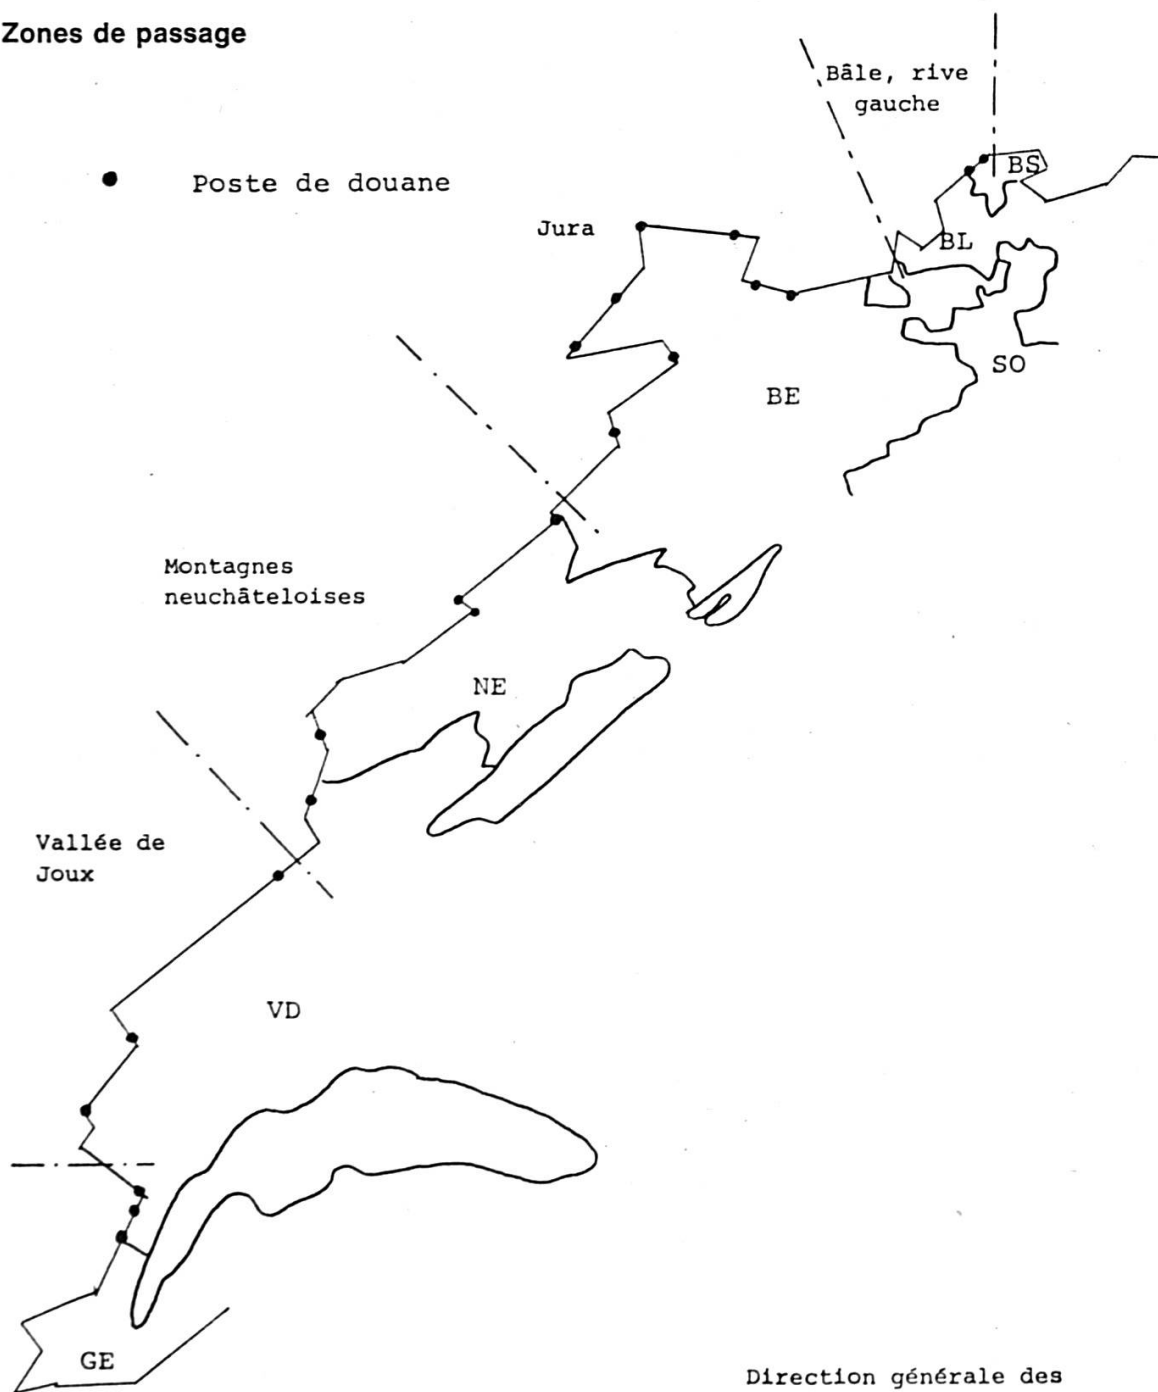 Zones de passage
Bâle, rive
gauche
BS
Poste de douane
Jura
BL
SO
BE
Montagnes
neuchâteloises
NE
Vallée de
Joux
VD
GE
Direction générale des